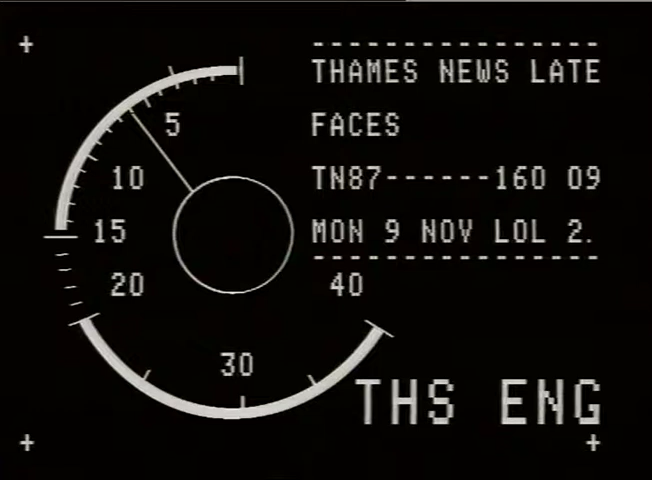 THAMES NEWS LATE
FACES
TN87------160 09
MON 9 NOV LOL 2.
5
10
15
20
30
40
THS ENG